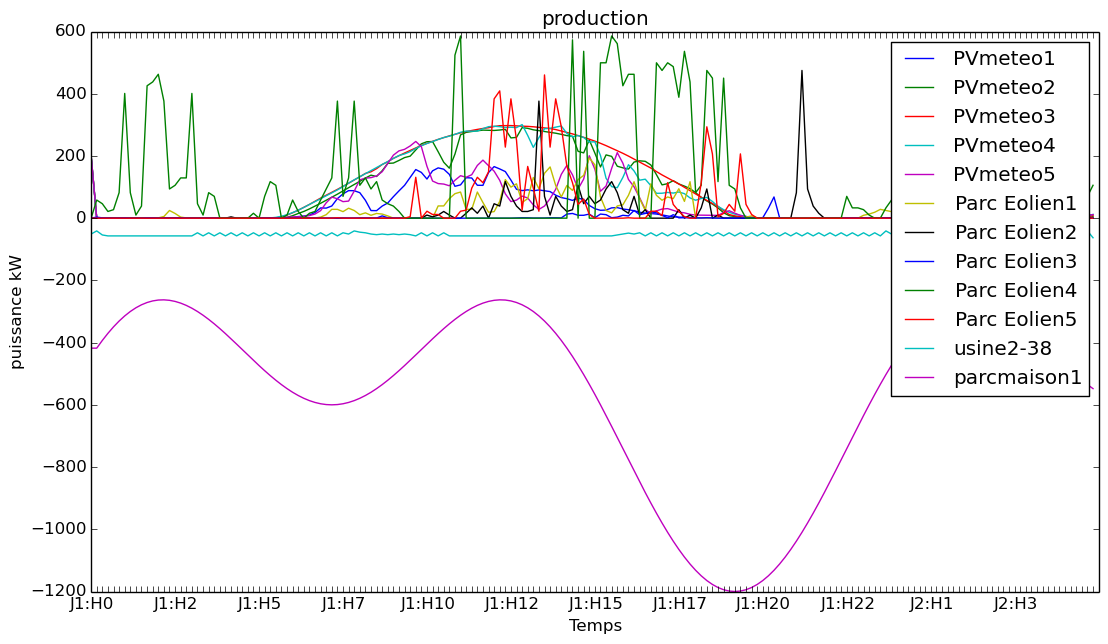 production
600
400
200
0
−200
−400
−600
−800
−1000
−1200
puissance kW
J1:H0 J1:H2 J1:H5 J1:H7 J1:H10 J1:H12 J1:H15 J1:H17 J1:H20 J1:H22 J2:H1 J2:H3
Temps
PVmeteo1
PVmeteo2
PVmeteo3
PVmeteo4
PVmeteo5
Parc Eolien1
Parc Eolien2
Parc Eolien3
Parc Eolien4
Parc Eolien5
usine2-38
parcmaison1